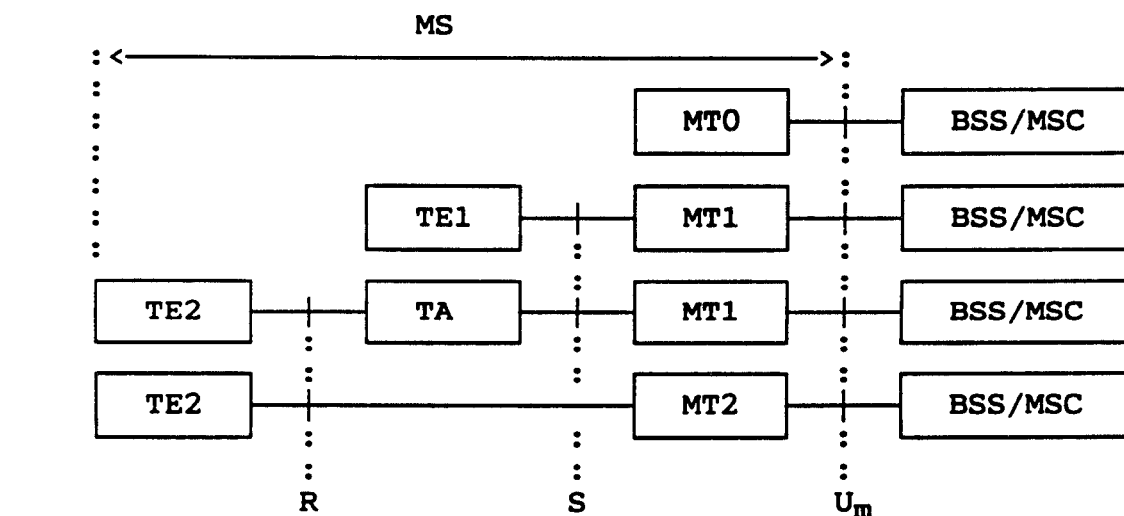 MS
MT0 BSS/MSC
TE1 MT1 BSS/MSC
TE2 TA MT1 BSS/MSC
TE2 MT2 BSS/MSC
R S Um